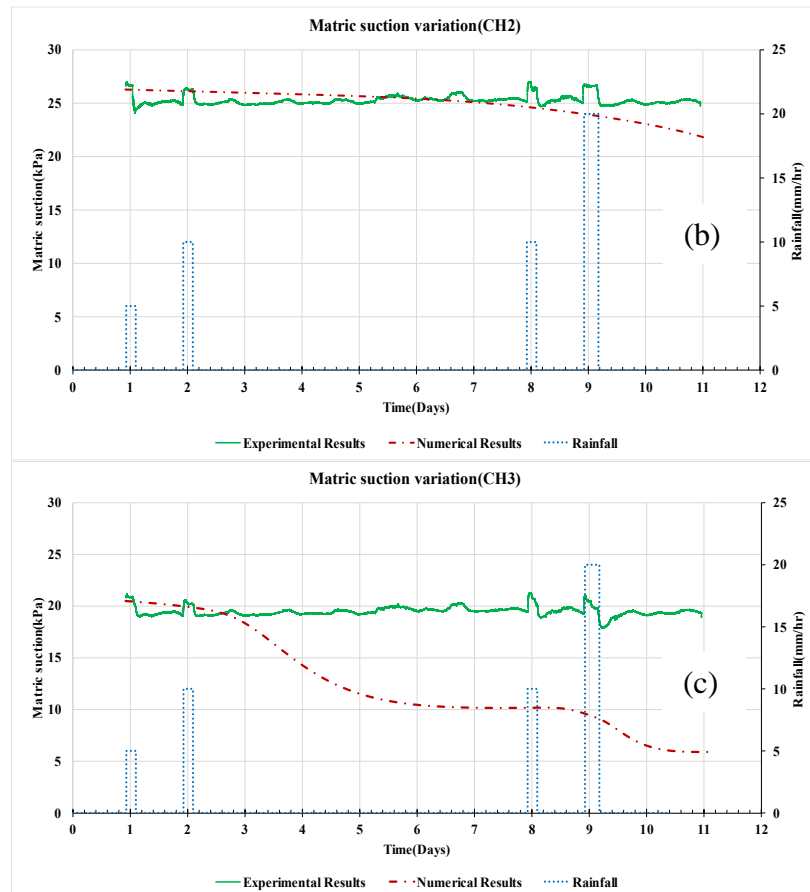 Matric suction variation(CH2)
30
25
20
15
10
5
0
Matric suction(kPa)
25
20
15
10
5
0
Rainfall(mm/hr)
(b)
0 1 2 3 4 5 6 7 8 9 10 11 12
Time(Days)
Experimental Results Numerical Results Rainfall
Matric suction variation(CH3)
30
25
20
15
10
5
0
Matric suction(kPa)
25
20
15
10
5
0
Rainfall(mm/hr)
(c)
0 1 2 3 4 5 6 7 8 9 10 11 12
Time(Days)
Experimental Results Numerical Results Rainfall